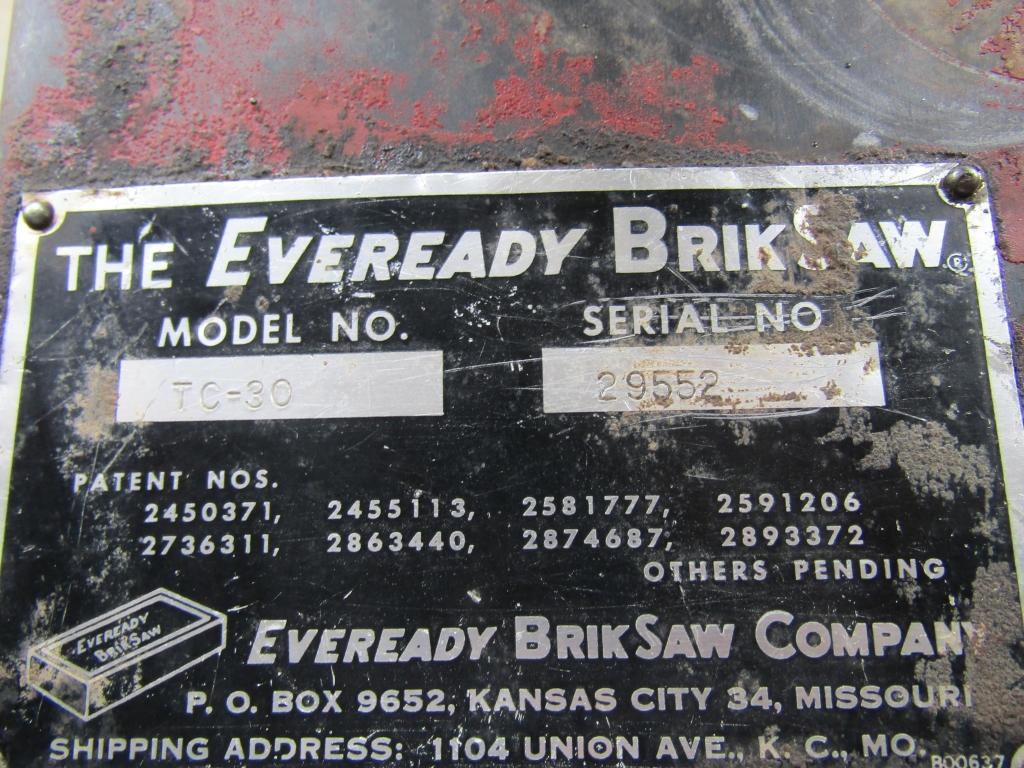 THE EVEREADY BRIKSAW®
MODEL NO. SERIAL NO
TC-30 29552
PATENT NOS.
2450371, 2455113, 2581777, 2591206
2736311, 2863440, 2874687, 2893372
OTHERS PENDING
EVEREADY
BRIKSAW
EVEREADY BRIKSAW COMPANY
P. O. BOX 9652, KANSAS CITY 34, MISSOURI
SHIPPING ADDRESS: 1104 UNION AVE., K. C., MO.
B00637